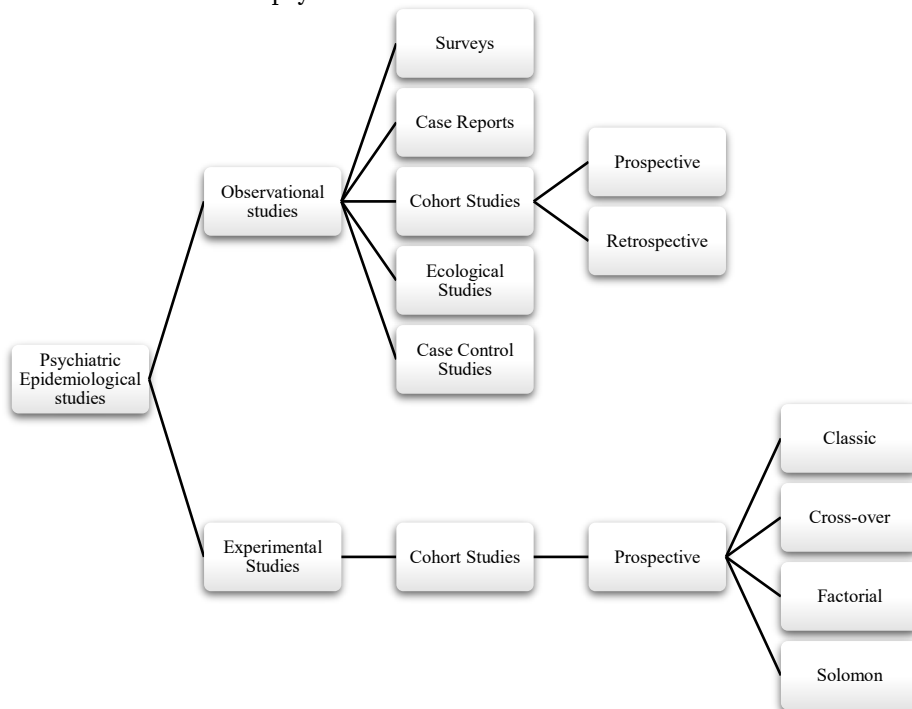 Surveys
Case Reports
Prospective
Observational
studies
Cohort Studies
Retrospective
Ecological
Studies
Case Control
Studies
Psychiatric
Epidemiological
studies
Classic
Cross-over
Experimental
Studies
Cohort Studies
Prospective
Factorial
Solomon